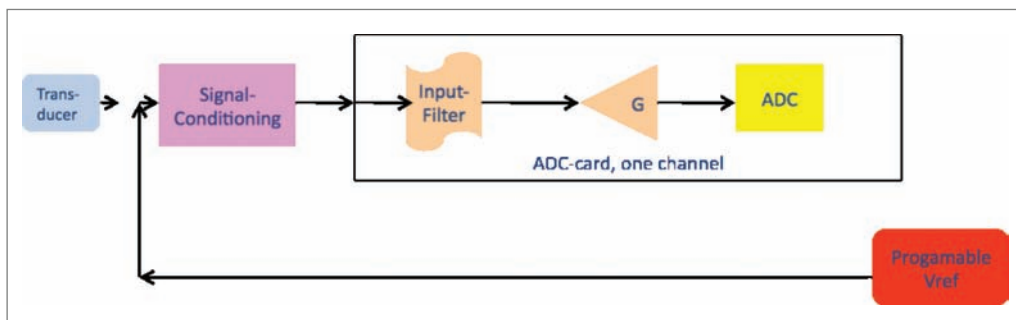 Trans-
ducer
Signal-
Conditioning
Input-
Filter
G
ADC
ADC-card, one channel
Progamable
Vref